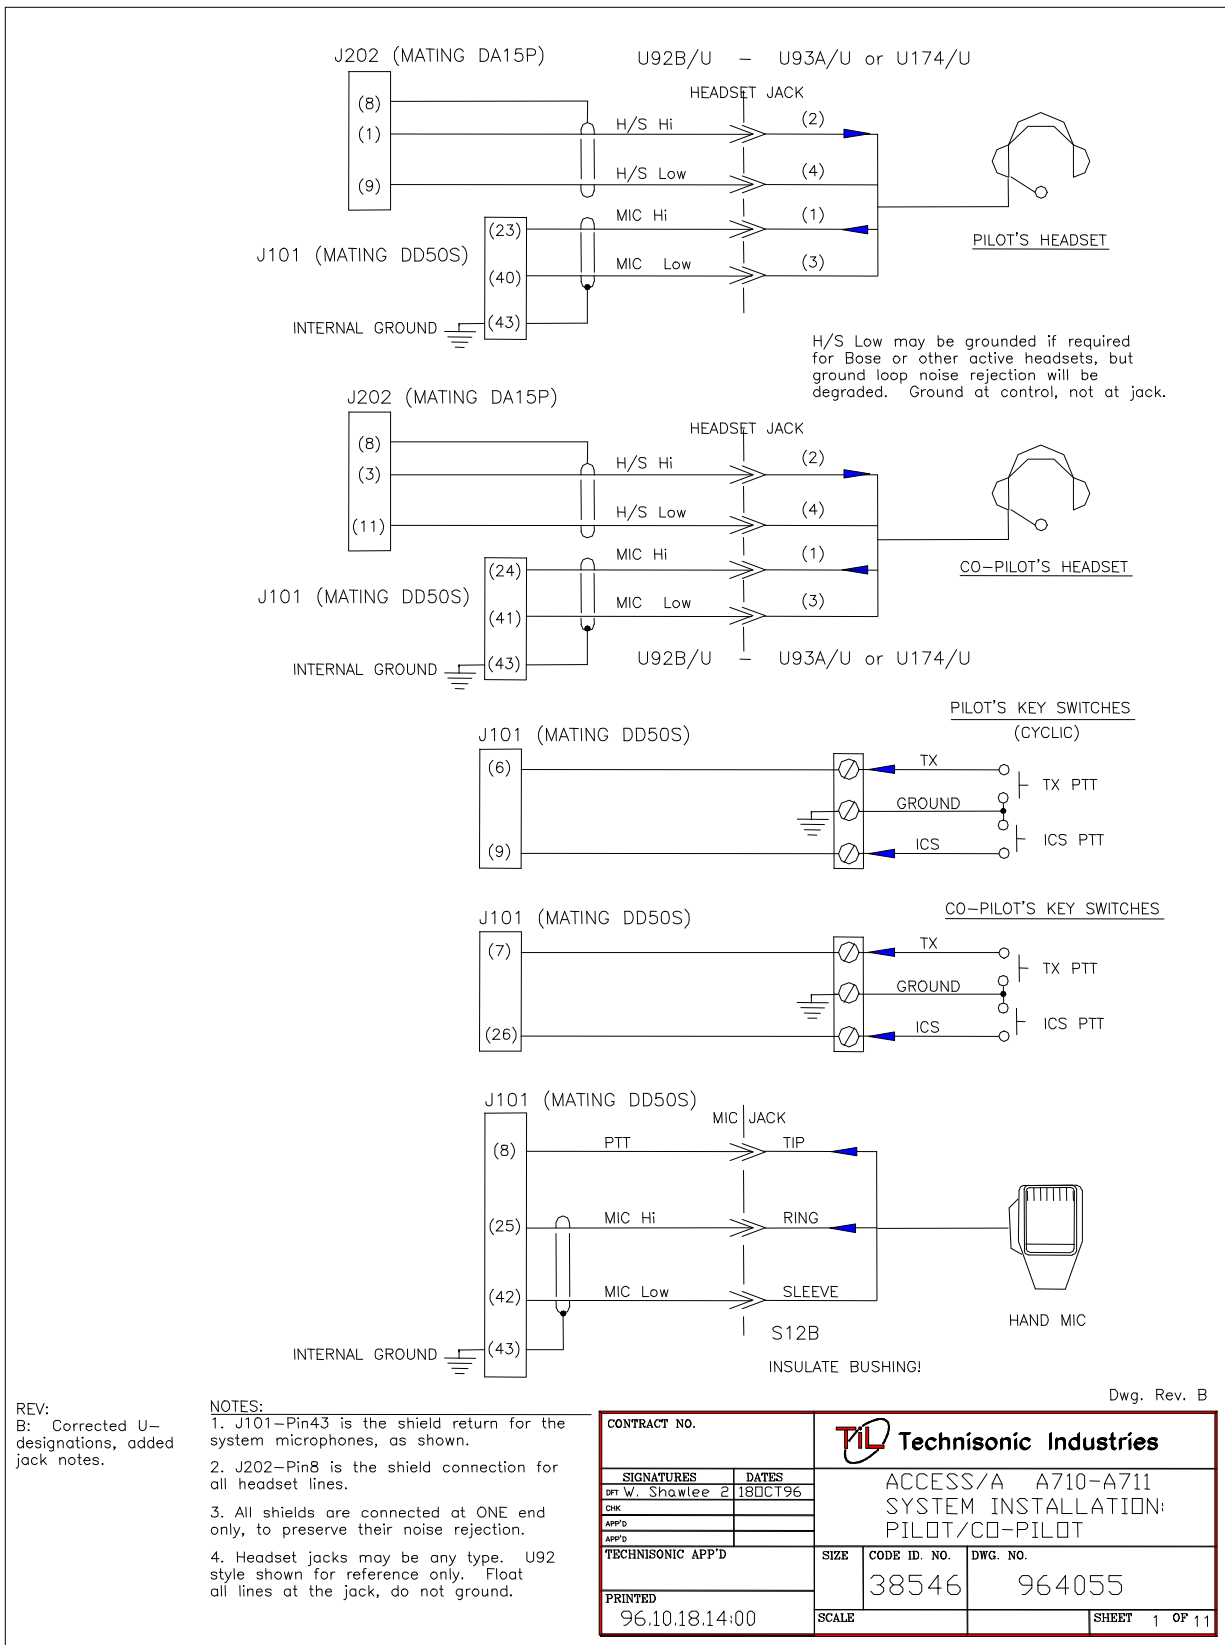 J202 (MATING DA15P)
U92B/U – U93A/U or U174/U
HEADSET JACK
(8)
(1) H/S Hi (2)
(9) H/S Low (4)
(23) MIC Hi (1)
PILOT'S HEADSET
J101 (MATING DD50S)
(40) MIC Low (3)
INTERNAL GROUND (43)
H/S Low may be grounded if required
for Bose or other active headsets, but
ground loop noise rejection will be
degraded. Ground at control, not at jack.
J202 (MATING DA15P)
HEADSET JACK
(8)
(3) H/S Hi (2)
(11) H/S Low (4)
(24) MIC Hi (1)
CO–PILOT'S HEADSET
J101 (MATING DD50S)
(41) MIC Low (3)
INTERNAL GROUND (43)
U92B/U – U93A/U or U174/U
PILOT'S KEY SWITCHES
(CYCLIC)
J101 (MATING DD50S)
(6) TX
TX PTT
GROUND
ICS PTT
(9) ICS
CO–PILOT'S KEY SWITCHES
J101 (MATING DD50S)
(7) TX
TX PTT
GROUND
ICS PTT
(26) ICS
J101 (MATING DD50S)
MIC JACK
(8) PTT TIP
(25) MIC Hi RING
(42) MIC Low SLEEVE
HAND MIC
S12B
INTERNAL GROUND (43)
INSULATE BUSHING!
Dwg. Rev. B
REV:
B: Corrected U–
designations, added
jack notes.
NOTES:
1. J101–Pin43 is the shield return for the
system microphones, as shown.
2. J202–Pin8 is the shield connection for
all headset lines.
3. All shields are connected at ONE end
only, to preserve their noise rejection.
4. Headset jacks may be any type. U92
style shown for reference only. Float
all lines at the jack, do not ground.
CONTRACT NO.
TiL Technisonic Industries
SIGNATURES DATES
DFT W. Shawlee 2 18OCT96
CHK
APP'D
APP'D
ACCESS/A A710–A711
SYSTEM INSTALLATION:
PILOT/CO–PILOT
TECHNISONIC APP'D
SIZE CODE ID. NO. DWG. NO.
38546 964055
PRINTED
96.10.18.14:00
SCALE SHEET 1 OF 11